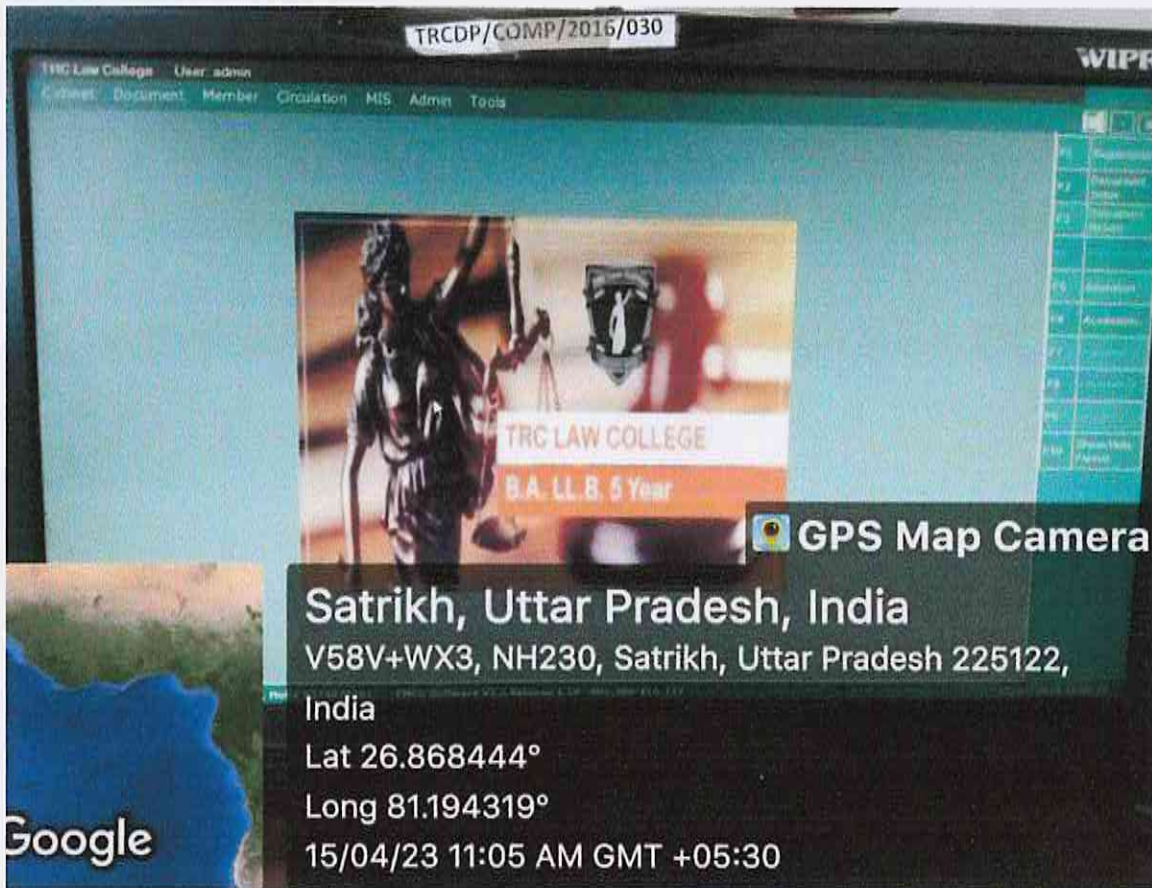 TRCDP/COMP/2016/030
WIPR
TRC Law College User admin
Cabinet Document Member Circulation MIS Admin Tools
TRC LAW COLLEGE
B.A. LL.B. 5 Year
GPS Map Camera
Satrikh, Uttar Pradesh, India
V58V+WX3, NH230, Satrikh, Uttar Pradesh 225122,
India
Lat 26.868444°
Long 81.194319°
15/04/23 11:05 AM GMT +05:30
Google